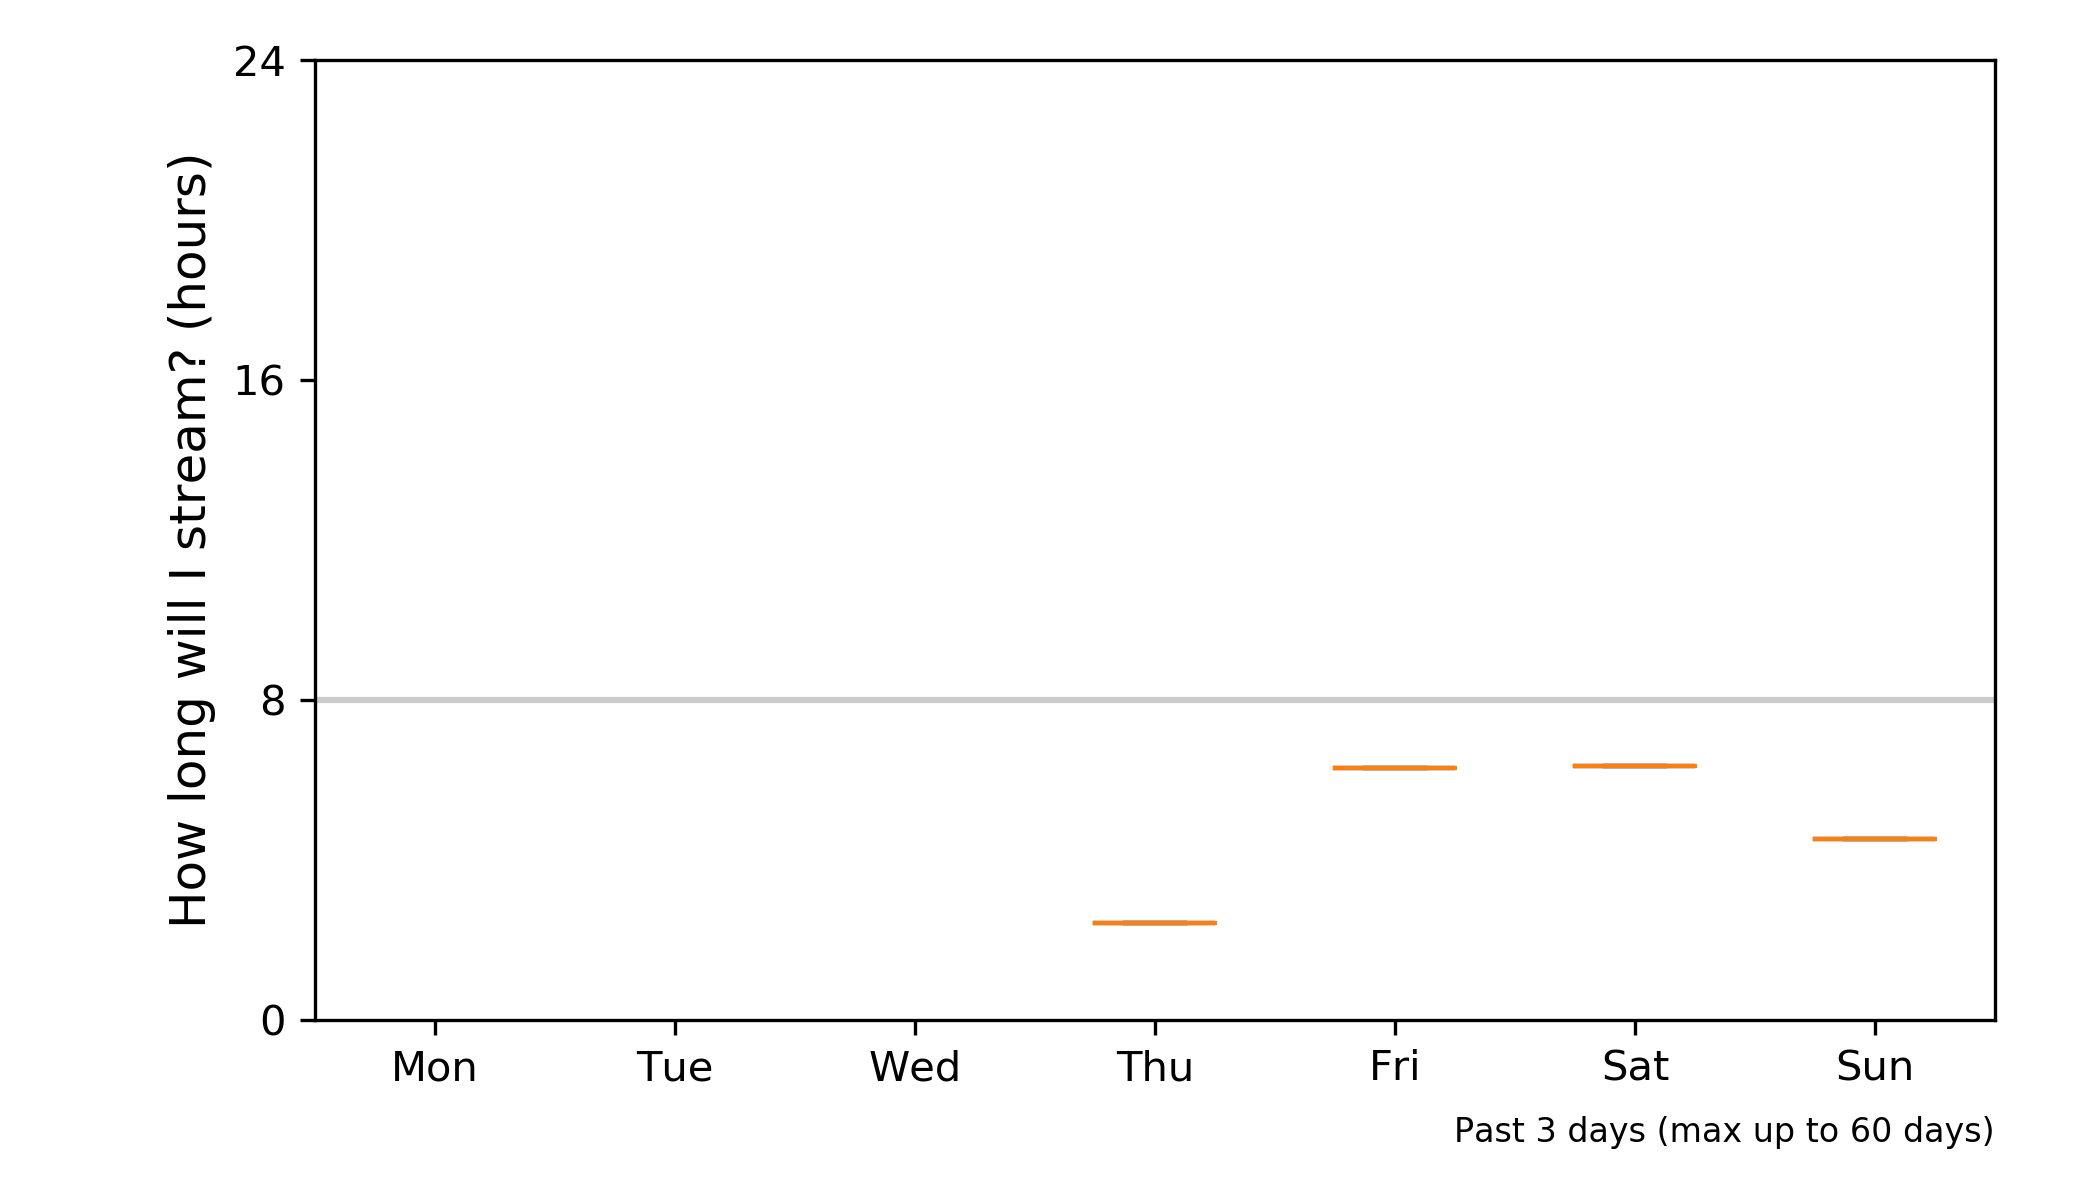 How long will I stream? (hours)
24
16
8
0
Mon Tue Wed Thu Fri Sat Sun
Past 3 days (max up to 60 days)